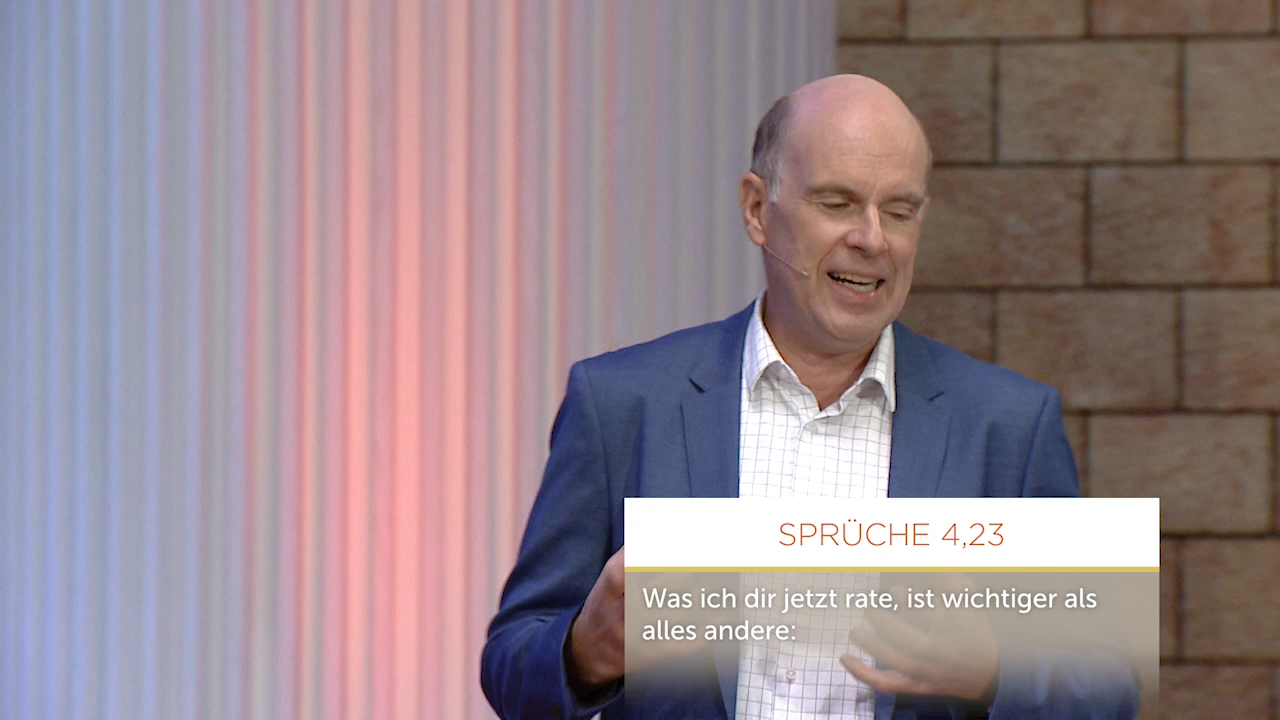 SPRÜCHE 4,23
Was ich dir jetzt rate, ist wichtiger als
alles andere: